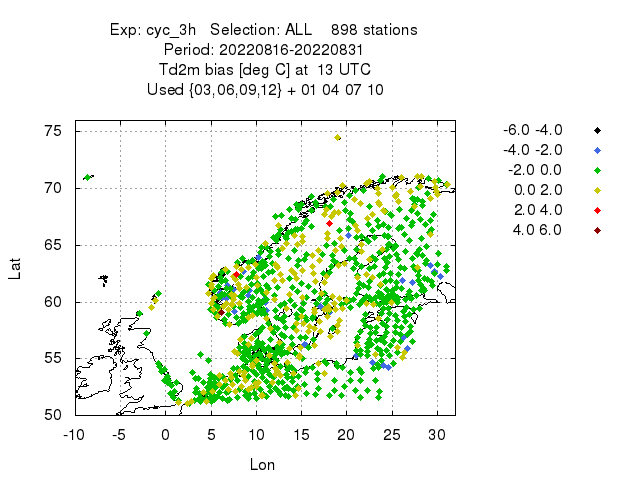 Exp: cyc_3h Selection: ALL 898 stations
Period: 20220816-20220831
Td2m bias [deg C] at 13 UTC
Used {03,06,09,12} + 01 04 07 10
-6.0 -4.0
-4.0 -2.0
-2.0 0.0
0.0 2.0
2.0 4.0
4.0 6.0
75
70
65
60
55
50
Lat
-10 -5 0 5 10 15 20 25 30
Lon